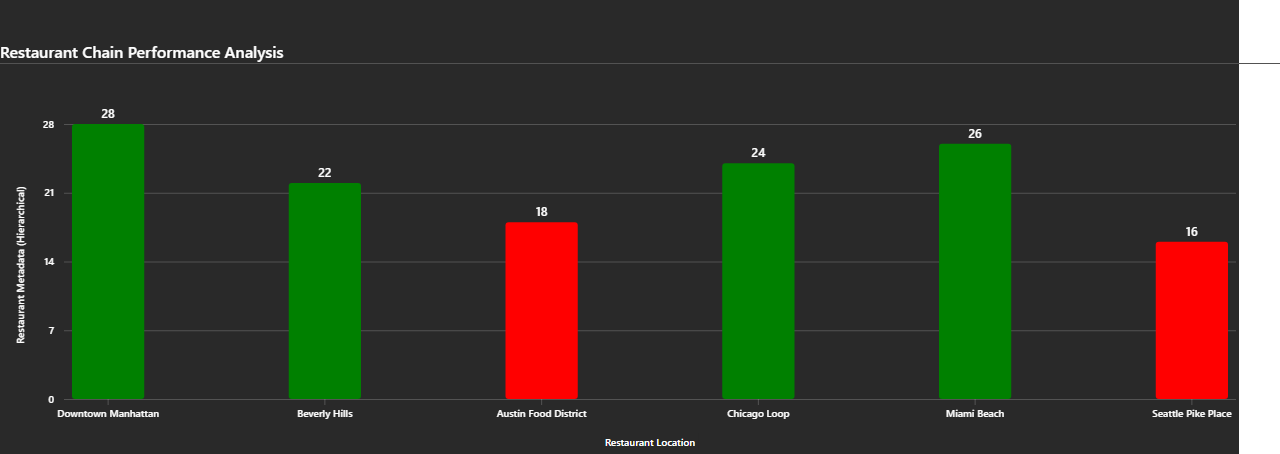 Restaurant Chain Performance Analysis
28
22
18
24
26
16
28
21
14
7
0
Restaurant Metadata (Hierarchical)
Downtown Manhattan
Beverly Hills
Austin Food District
Chicago Loop
Miami Beach
Seattle Pike Place
Restaurant Location